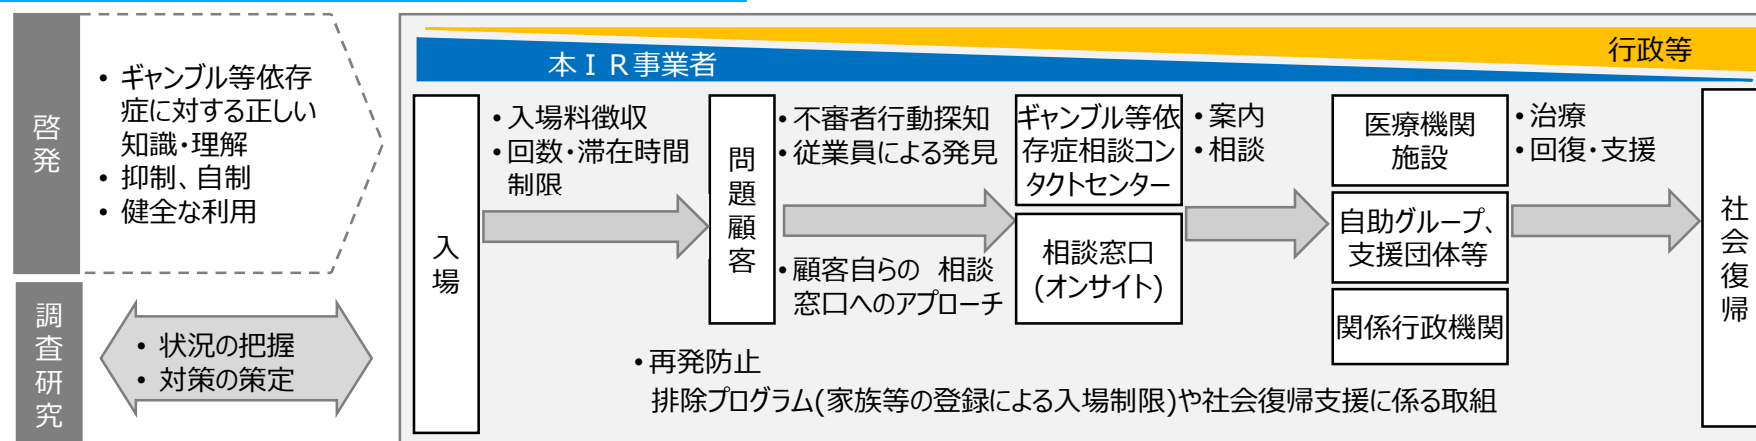 啓発
• ギャンブル等依存
症に対する正しい
知識・理解
• 抑制、自制
• 健全な利用
調査研究
• 状況の把握
• 対策の策定
行政等
本ＩＲ事業者
入場
•入場料徴収
•回数・滞在時間
制限
問題顧客
•不審者行動探知
•従業員による発見
•顧客自らの 相談
窓口へのアプローチ
ギャンブル等依
存症相談コン
タクトセンター
相談窓口
(オンサイト)
•案内
•相談
医療機関
施設
自助グループ、
支援団体等
関係行政機関
•治療
•回復・支援
社会復帰
•再発防止
排除プログラム(家族等の登録による入場制限)や社会復帰支援に係る取組